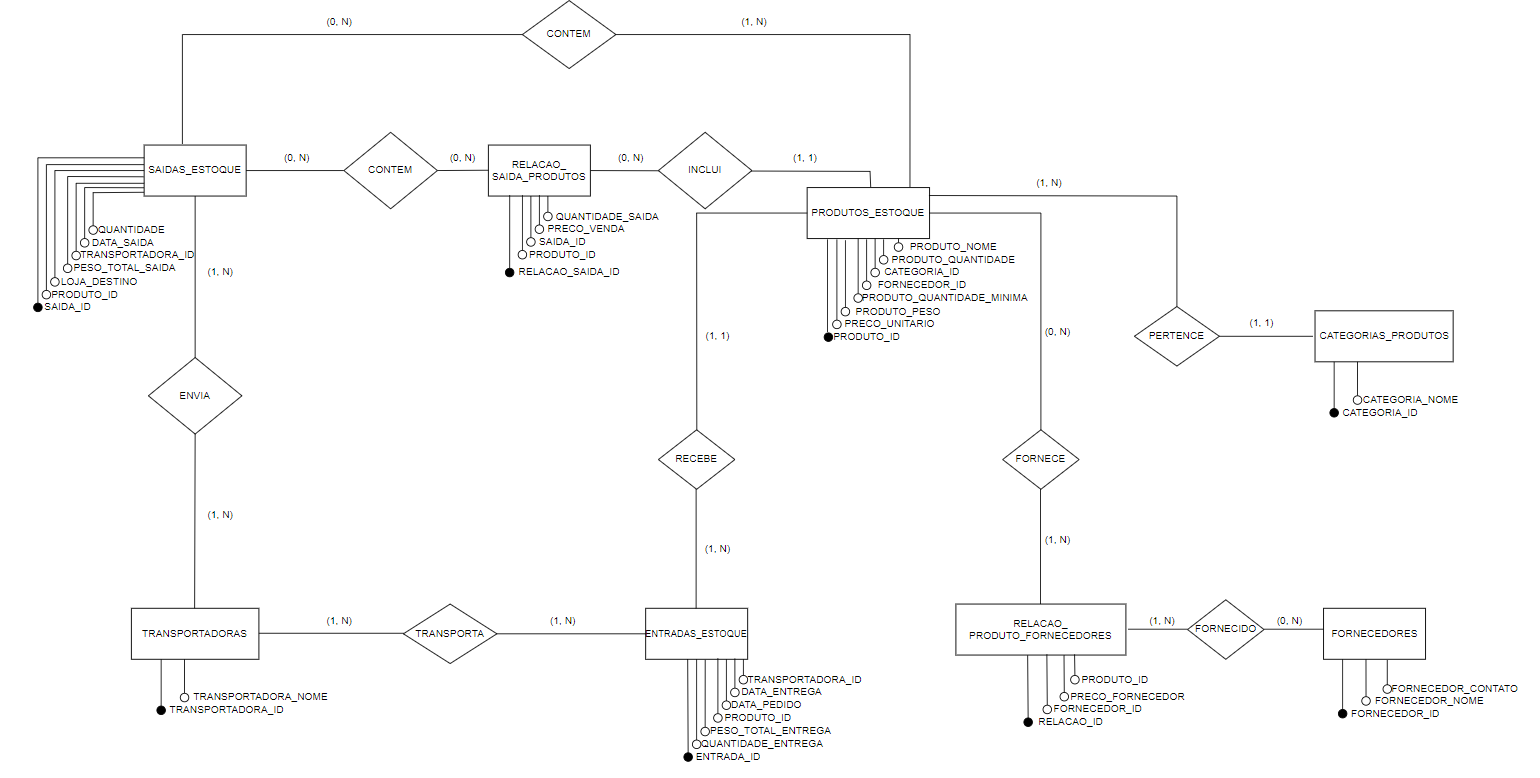 (0, N)
CONTEM
(1, N)
SAIDAS_ESTOQUE
(0, N)
CONTEM
(0, N)
RELACAO_
SAIDA_PRODUTOS
(0, N)
INCLUI
(1, 1)
PRODUTOS_ESTOQUE
(1, N)
QUANTIDADE
DATA_SAIDA
TRANSPORTADORA_ID
PESO_TOTAL_SAIDA
LOJA_DESTINO
PRODUTO_ID
SAIDA_ID
(1, N)
QUANTIDADE_SAIDA
PRECO_VENDA
SAIDA_ID
PRODUTO_ID
RELACAO_SAIDA_ID
PRODUTO_NOME
PRODUTO_QUANTIDADE
CATEGORIA_ID
FORNECEDOR_ID
PRODUTO_QUANTIDADE_MINIMA
PRODUTO_PESO
PRECO_UNITARIO
PRODUTO_ID
(1, 1)
(0, N)
PERTENCE
(1, 1)
CATEGORIAS_PRODUTOS
CATEGORIA_NOME
CATEGORIA_ID
ENVIA
RECEBE
FORNECE
(1, N)
(1, N)
(1, N)
TRANSPORTADORAS
(1, N)
TRANSPORTA
(1, N)
ENTRADAS_ESTOQUE
RELACAO_
PRODUTO_FORNECEDORES
(1, N)
FORNECIDO
(0, N)
FORNECEDORES
TRANSPORTADORA_NOME
TRANSPORTADORA_ID
TRANSPORTADORA_ID
DATA_ENTREGA
DATA_PEDIDO
PRODUTO_ID
PESO_TOTAL_ENTREGA
QUANTIDADE_ENTREGA
ENTRADA_ID
PRODUTO_ID
PRECO_FORNECEDOR
FORNECEDOR_ID
RELACAO_ID
FORNECEDOR_CONTATO
FORNECEDOR_NOME
FORNECEDOR_ID